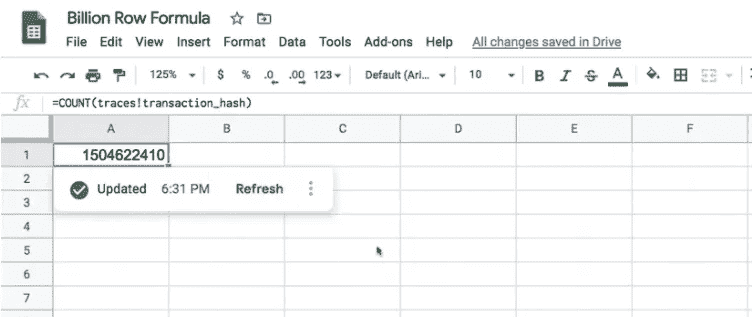 Billion Row Formula
File Edit View Insert Format Data Tools Add-ons Help All changes saved in Drive
125% $ % .0 .00 123 Default (Ari... 10 B I S A
fx =COUNT(traces!transaction_hash)
A B C D E F
1 1504622410
2 Updated 6:31 PM Refresh
3
4
5
6
7